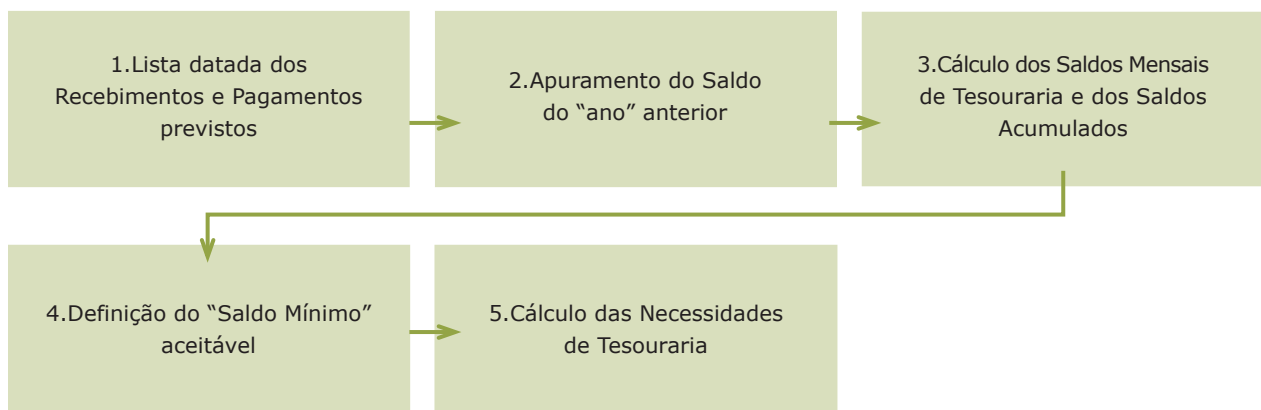 1.Lista datada dos
Recebimentos e Pagamentos
previstos
2.Apuramento do Saldo
do “ano” anterior
3.Cálculo dos Saldos Mensais
de Tesouraria e dos Saldos
Acumulados
4.Definição do “Saldo Mínimo”
aceitável
5.Cálculo das Necessidades
de Tesouraria